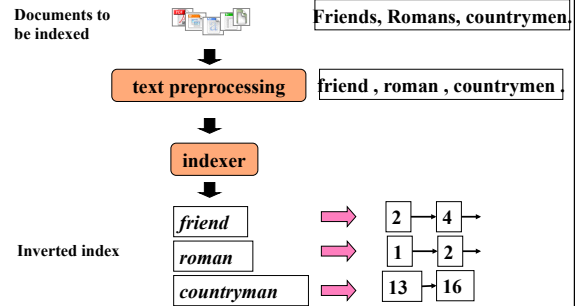 Documents to
be indexed
Friends, Romans, countrymen.
text preprocessing
friend , roman , countrymen .
indexer
friend
2
4
Inverted index
roman
1
2
countryman
13
16